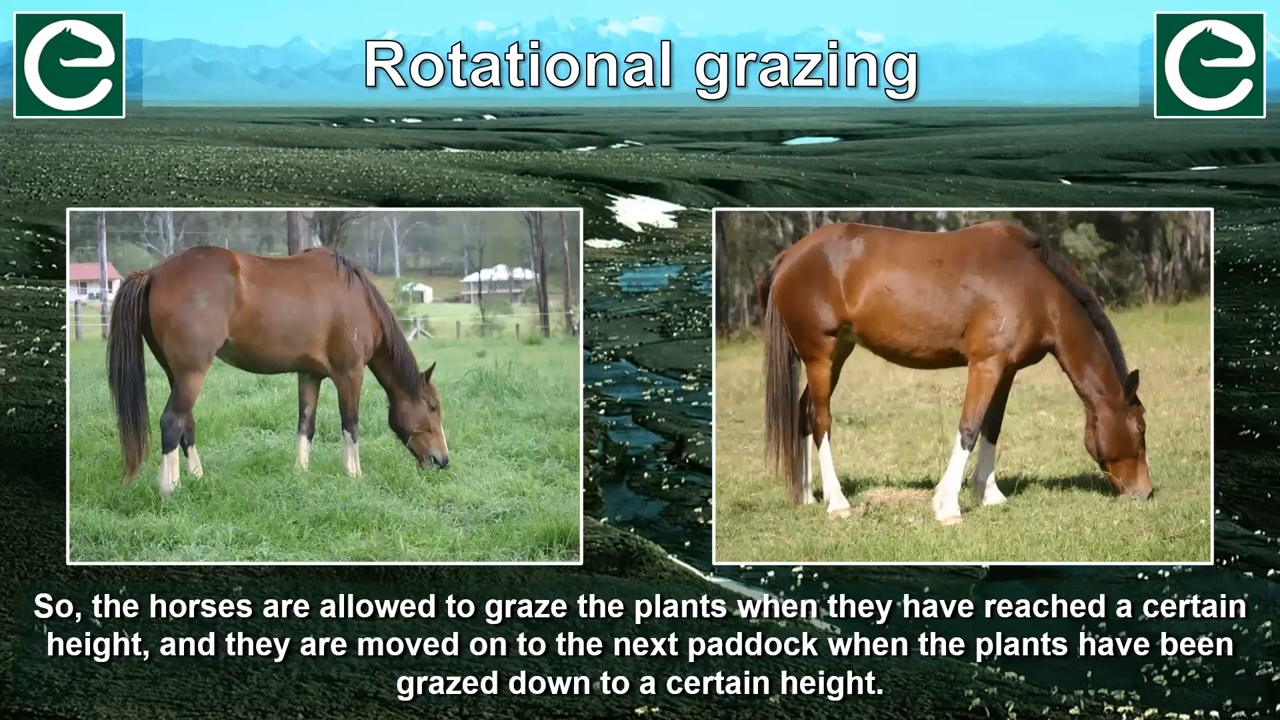 Rotational grazing
So, the horses are allowed to graze the plants when they have reached a certain
height, and they are moved on to the next paddock when the plants have been
grazed down to a certain height.